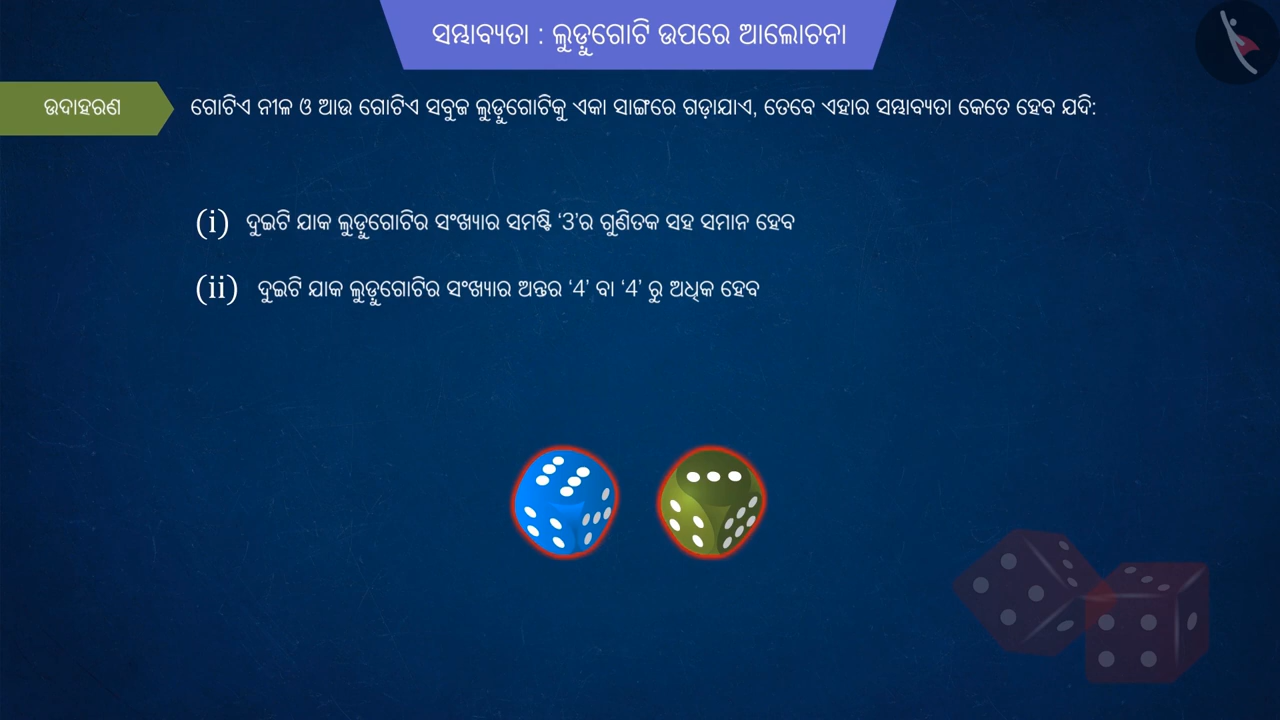 ସମ୍ଭାବ୍ୟତା : ଲୁଡ଼ୁଗୋଟି ଉପରେ ଆଲୋଚନା
ଉଦାହରଣ
ଗୋଟିଏ ନୀଳ ଓ ଆଉ ଗୋଟିଏ ସବୁଜ ଲୁଡ଼ୁଗୋଟିକୁ ଏକା ସାଙ୍ଗରେ ଗଡ଼ାଯାଏ, ତେବେ ଏହାର ସମ୍ଭାବ୍ୟତା କେତେ ହେବ ଯଦି:
(i) ଦୁଇଟି ଯାକ ଲୁଡ଼ୁଗୋଟିର ସଂଖ୍ୟାର ସମଷ୍ଟି ‘3’ର ଗୁଣିତକ ସହ ସମାନ ହେବ
(ii) ଦୁଇଟି ଯାକ ଲୁଡ଼ୁଗୋଟିର ସଂଖ୍ୟାର ଅନ୍ତର ‘4’ ବା ‘4’ ରୁ ଅଧିକ ହେବ